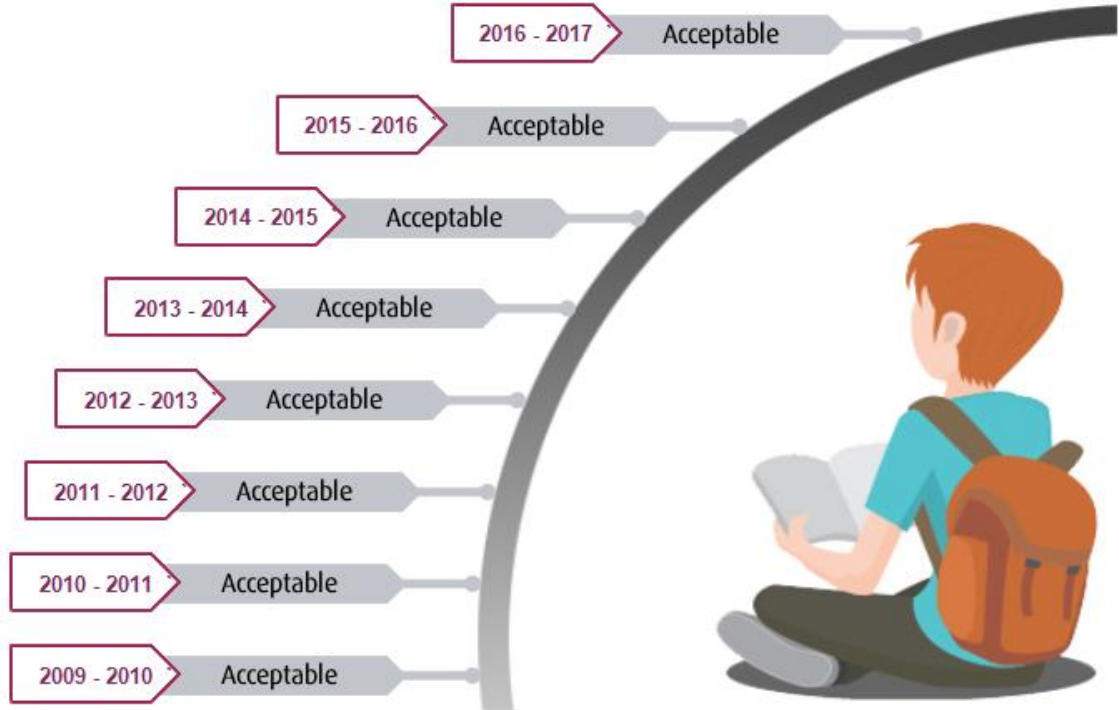 2016 - 2017 Acceptable
2015 - 2016 Acceptable
2014 - 2015 Acceptable
2013 - 2014 Acceptable
2012 - 2013 Acceptable
2011 - 2012 Acceptable
2010 - 2011 Acceptable
2009 - 2010 Acceptable